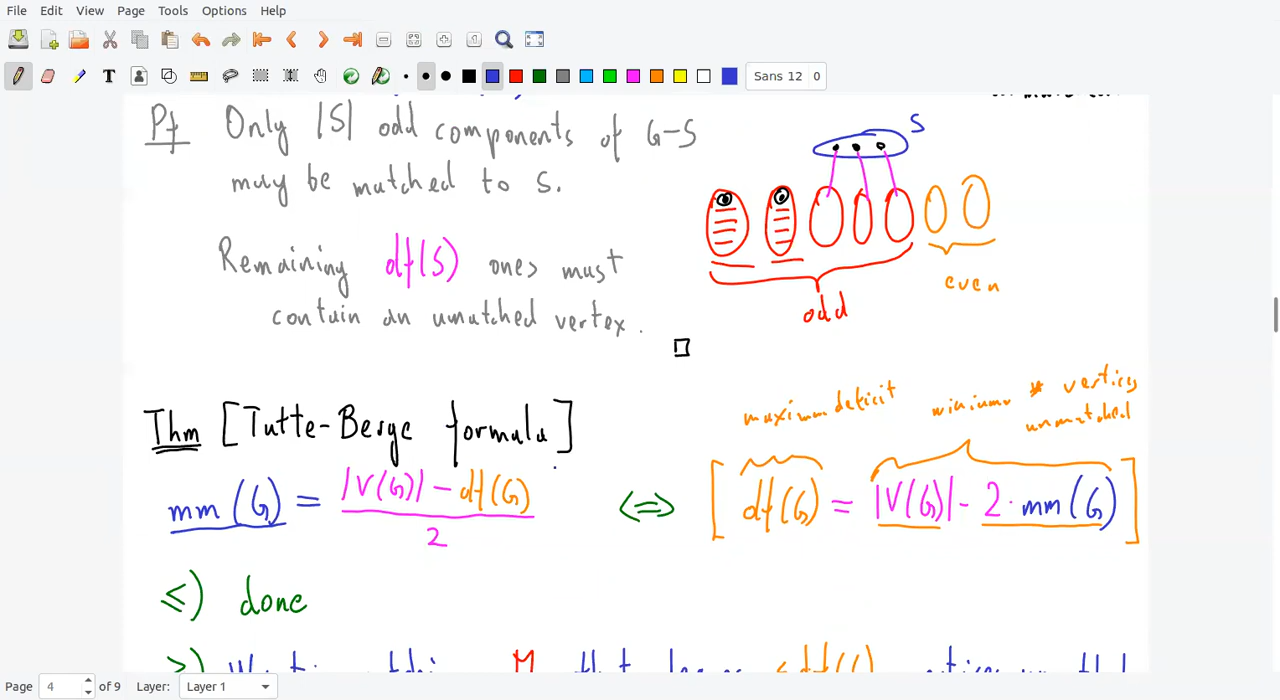 File Edit View Page Tools Options Help
Sans 12 0
Pf Only |S| odd components of G-S
may be matched to S.
S
Remaining df(S) ones must
contain an unmatched vertex.
odd
even
Thm [Tutte-Berge formula]
maximum deficit
minimum # vertices
unmatched
mm(G) = |V(G)| - df(G)
2
<=> [df(G) = |V(G)| - 2·mm(G)]
≤) done
≥)
M
Page 4 of 9 Layer: Layer 1